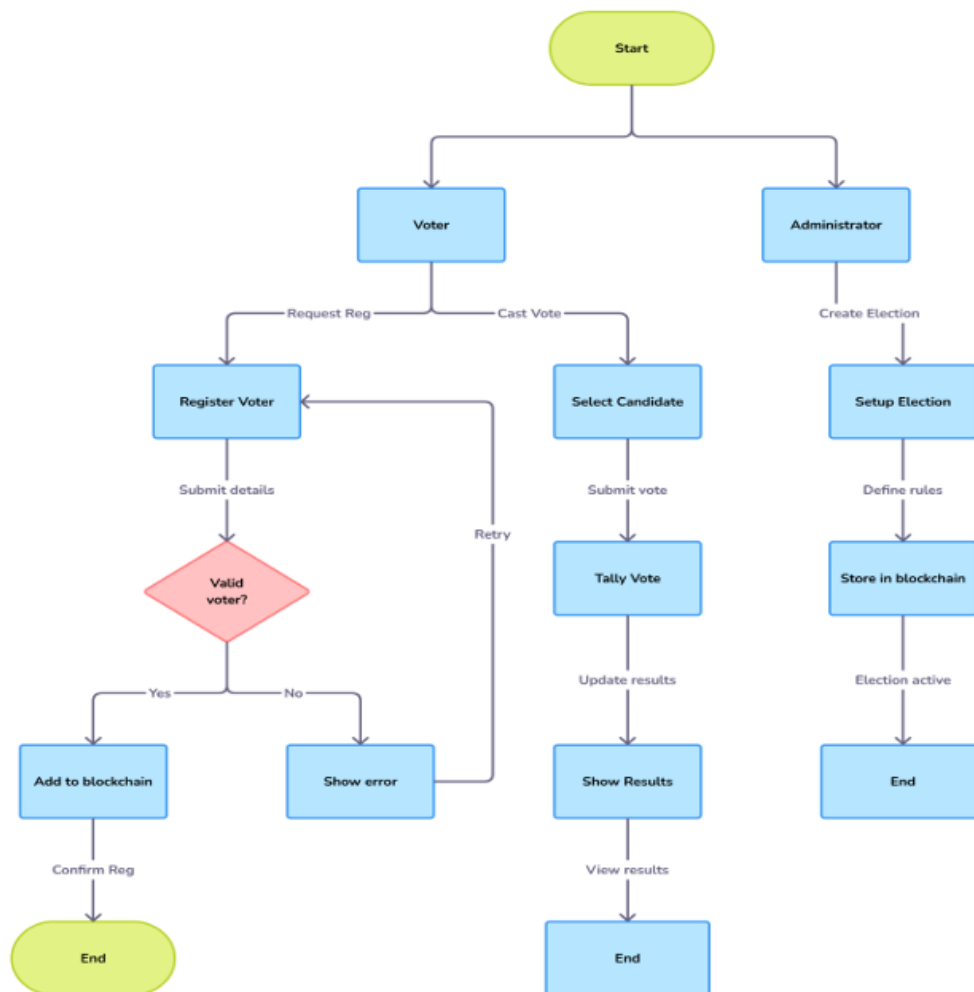 Start
Voter
Administrator
Request Reg
Cast Vote
Create Election
Register Voter
Select Candidate
Setup Election
Submit details
Submit vote
Define rules
Retry
Valid
voter?
Tally Vote
Store in blockchain
Yes
No
Update results
Election active
Add to blockchain
Show error
Show Results
End
Confirm Reg
View results
End
End